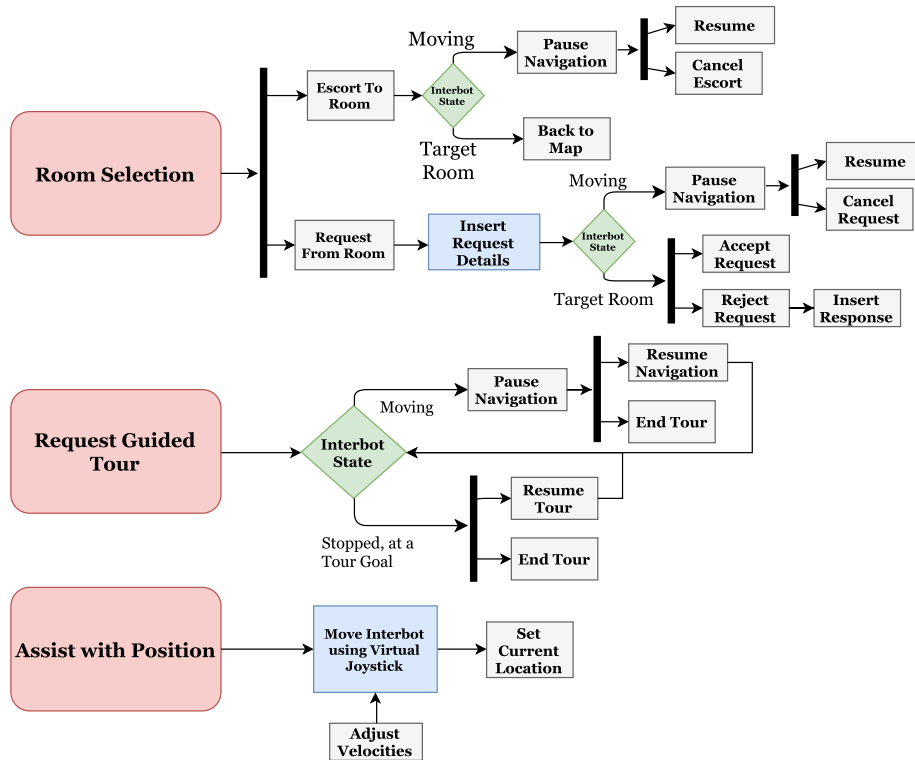 Moving
Pause
Navigation
Resume
Cancel
Escort
Escort To
Room
Interbot
State
Target
Room
Back to
Map
Room Selection
Moving
Pause
Navigation
Resume
Cancel
Request
Request
From Room
Insert
Request
Details
Interbot
State
Target Room
Accept
Request
Reject
Request
Insert
Response
Resume
Navigation
Pause
Navigation
Moving
End Tour
Request Guided
Tour
Interbot
State
Resume
Tour
Stopped, at a
Tour Goal
End Tour
Assist with Position
Move Interbot
using Virtual
Joystick
Set
Current
Location
Adjust
Velocities